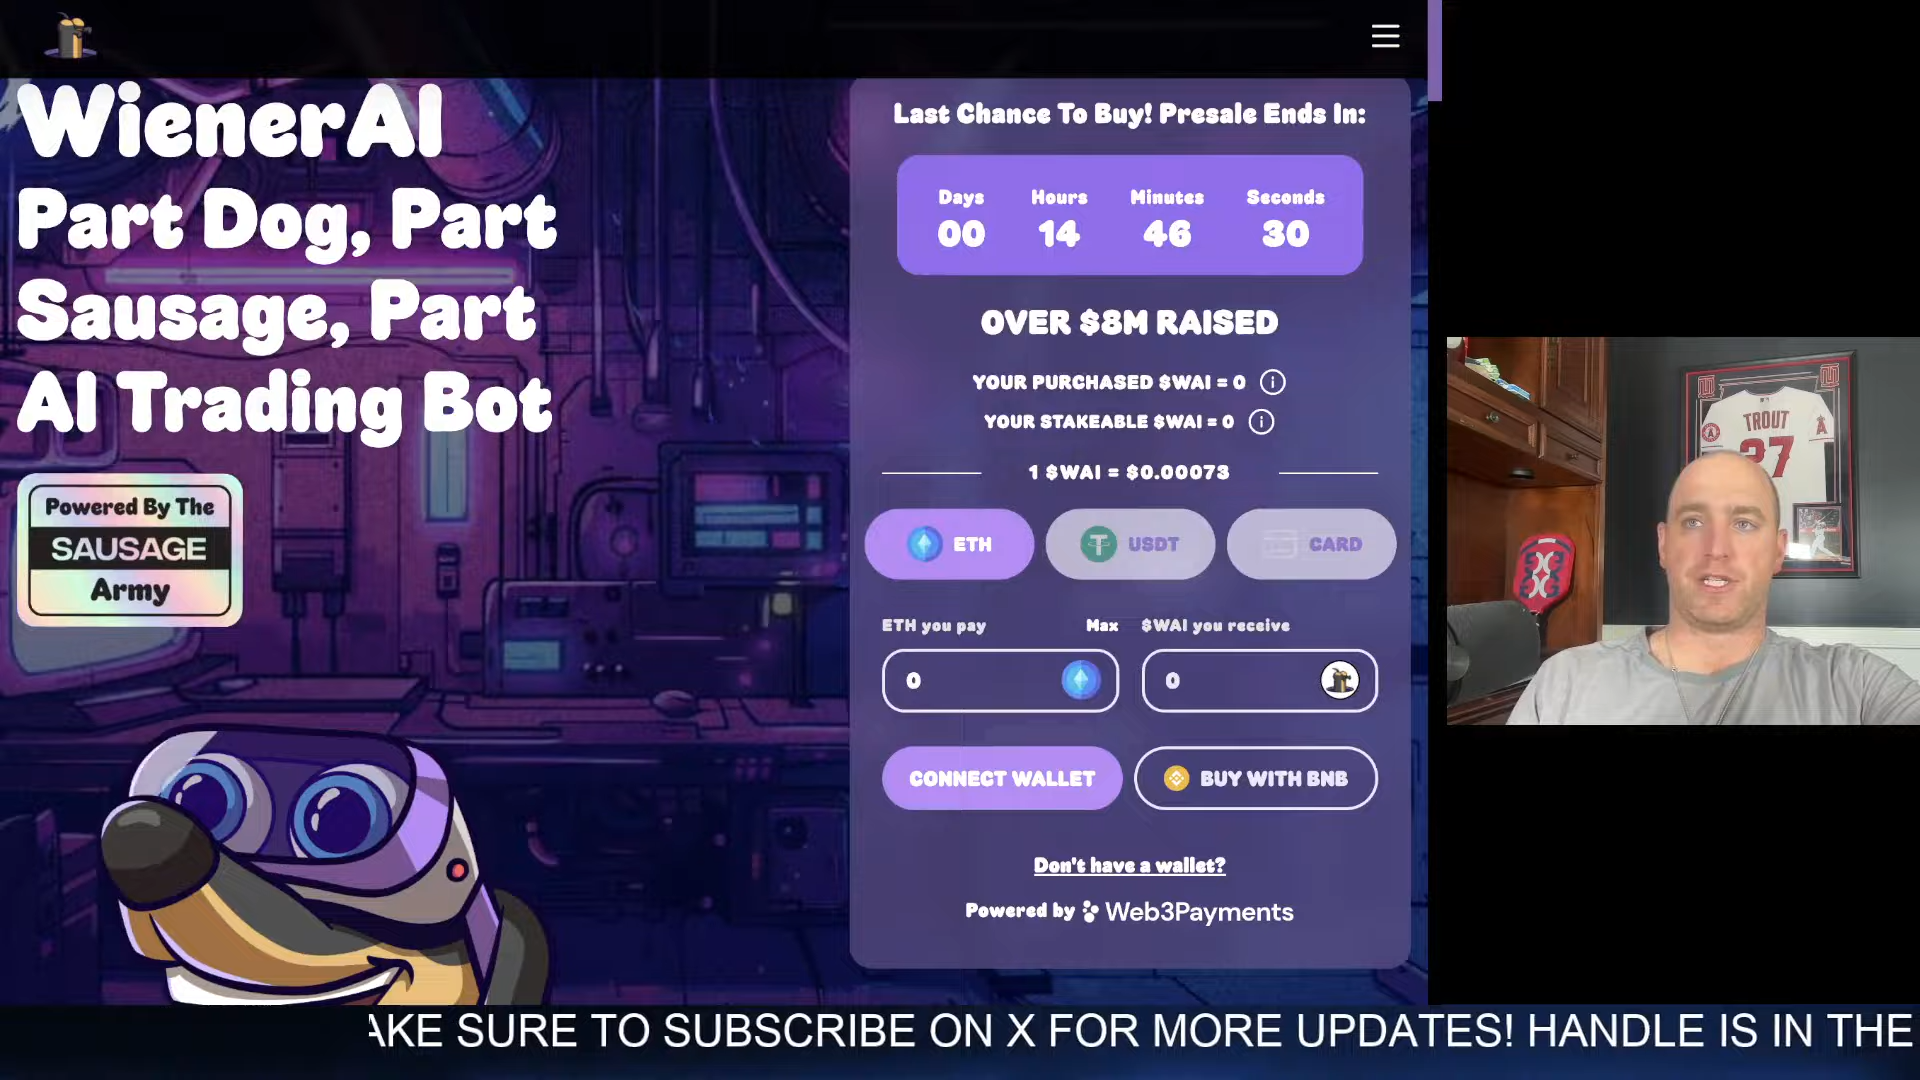 WienerAI
Part Dog, Part
Sausage, Part
AI Trading Bot
Powered By The
SAUSAGE
Army
Last Chance To Buy! Presale Ends In:
Days Hours Minutes Seconds
00 14 46 30
OVER $8M RAISED
YOUR PURCHASED $WAI = 0
YOUR STAKEABLE $WAI = 0
1 $WAI = $0.00073
ETH USDT CARD
ETH you pay Max $WAI you receive
0 0
CONNECT WALLET BUY WITH BNB
Don't have a wallet?
Powered by Web3Payments
TROUT
27
AKE SURE TO SUBSCRIBE ON X FOR MORE UPDATES! HANDLE IS IN THE